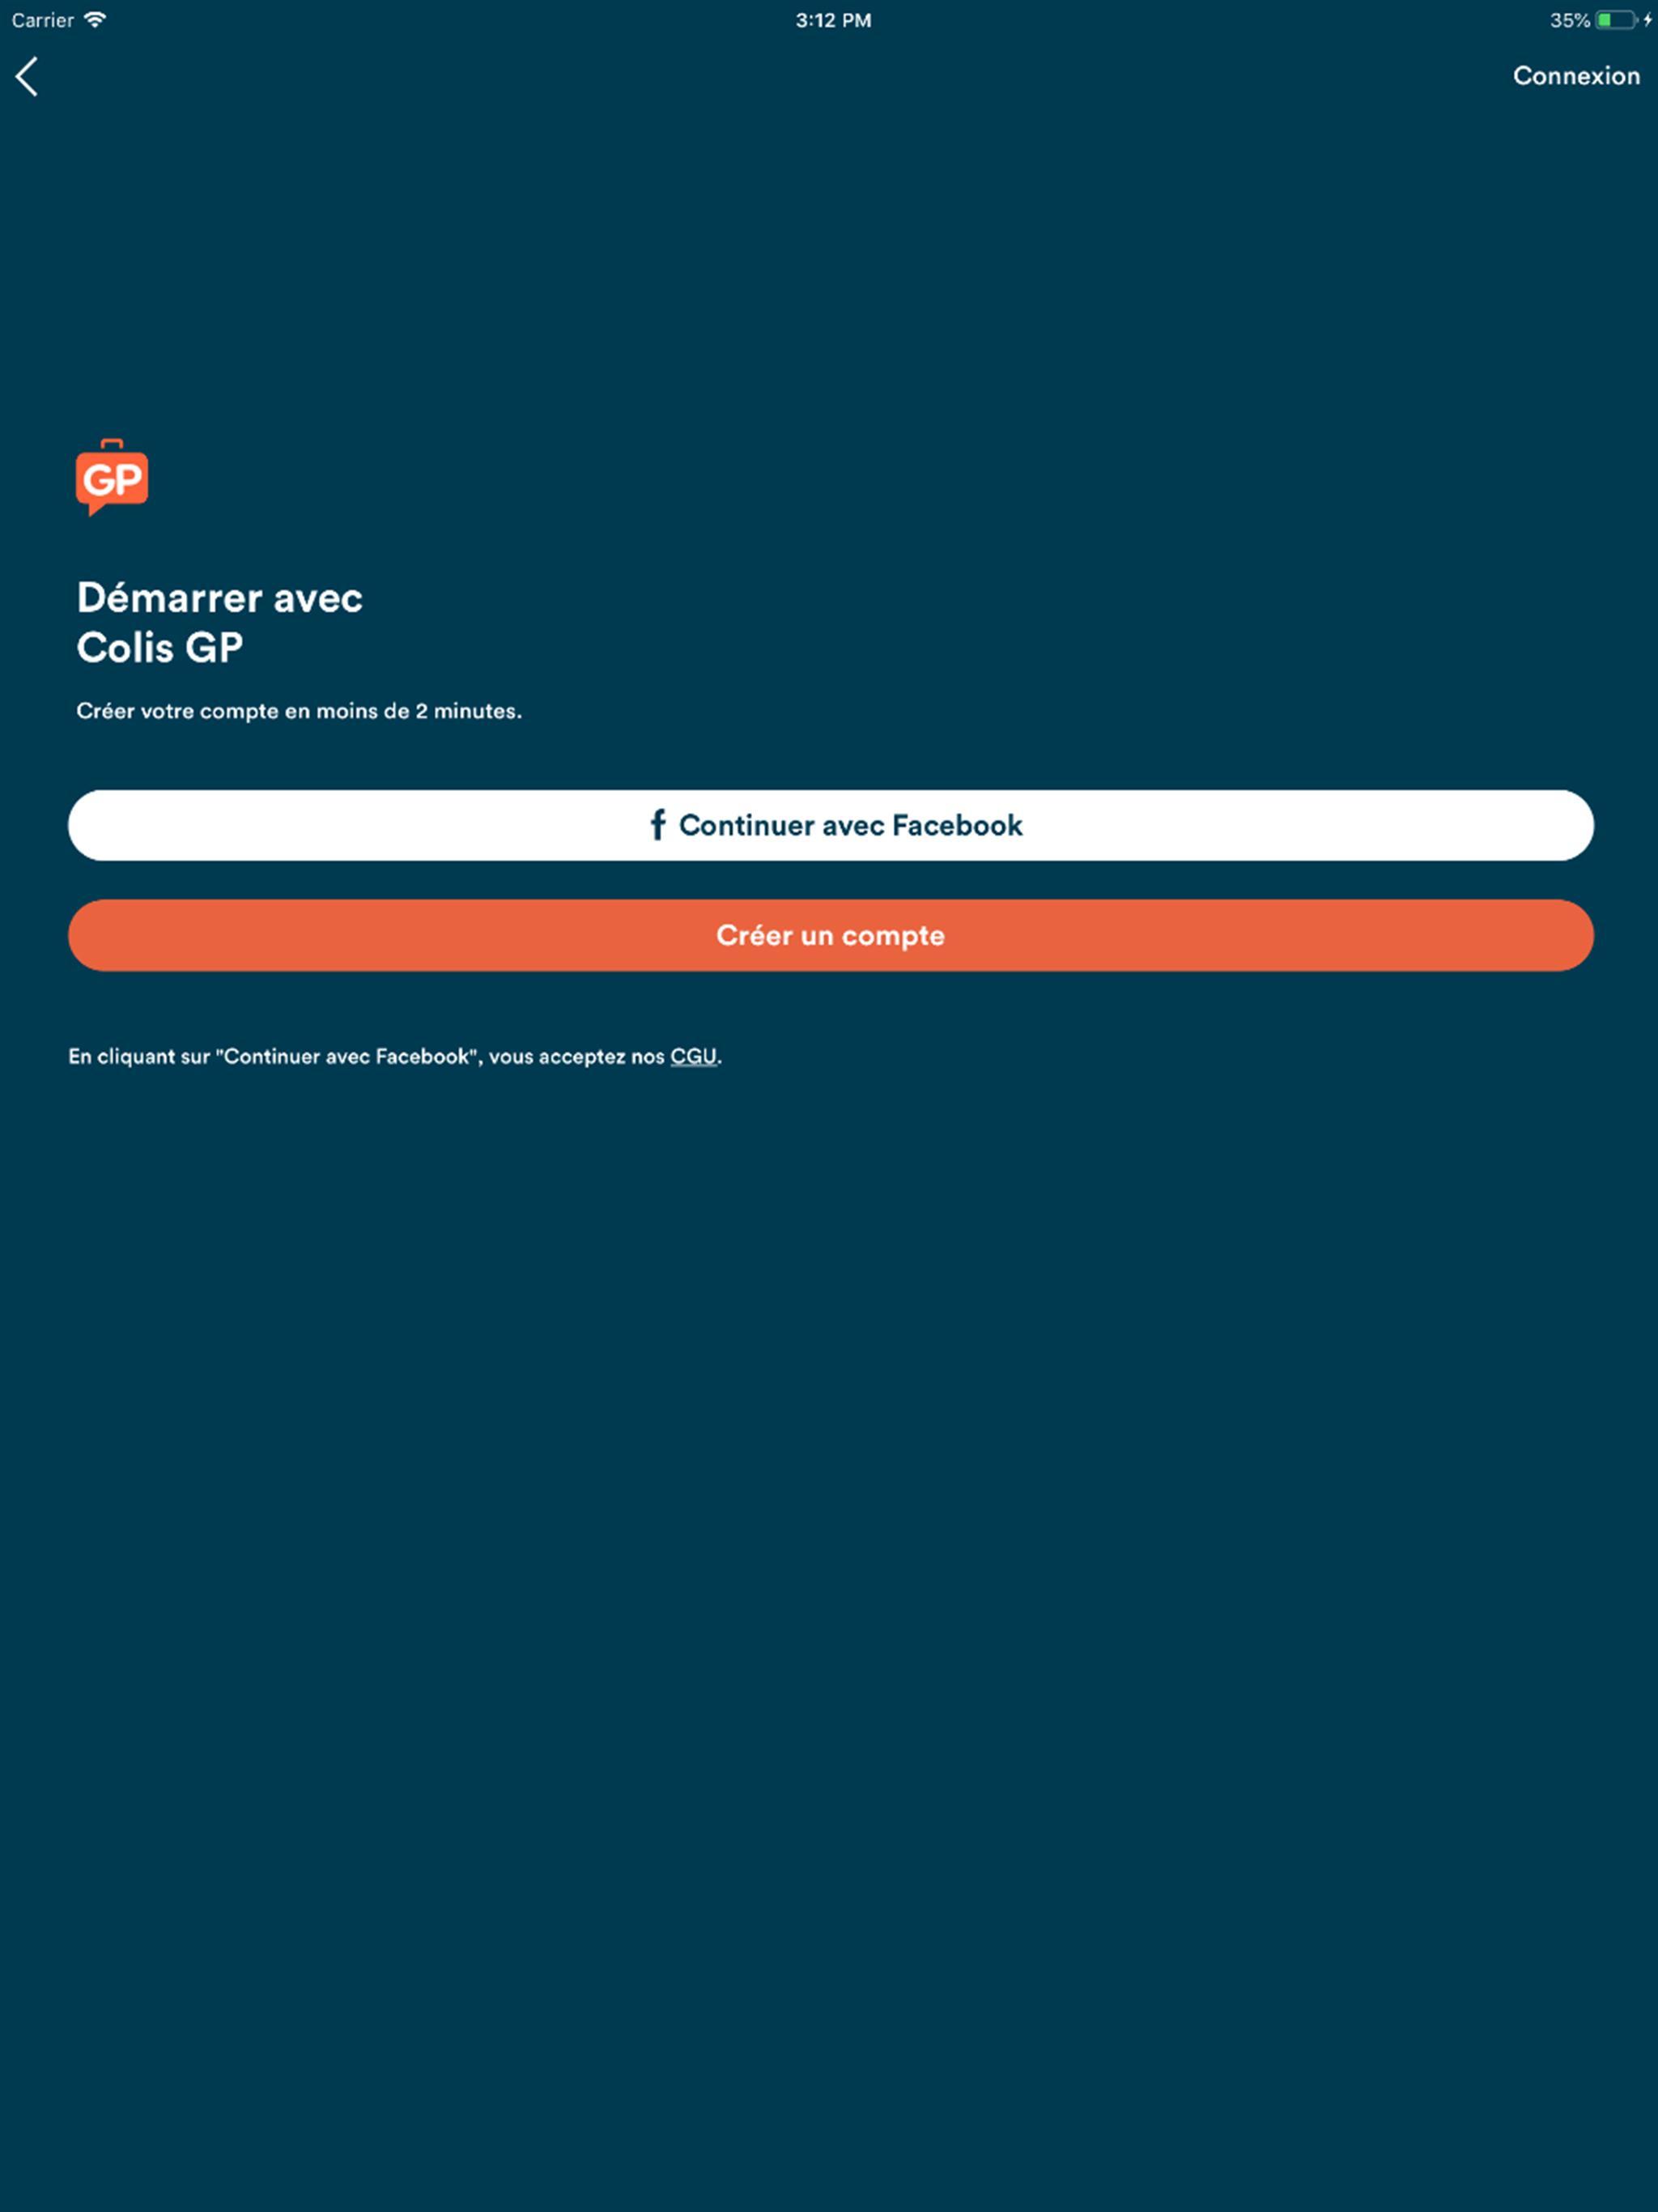 Carrier
3:12 PM
35%
Connexion
GP
Démarrer avec
Colis GP
Créer votre compte en moins de 2 minutes.
f Continuer avec Facebook
Créer un compte
En cliquant sur "Continuer avec Facebook", vous acceptez nos CGU.